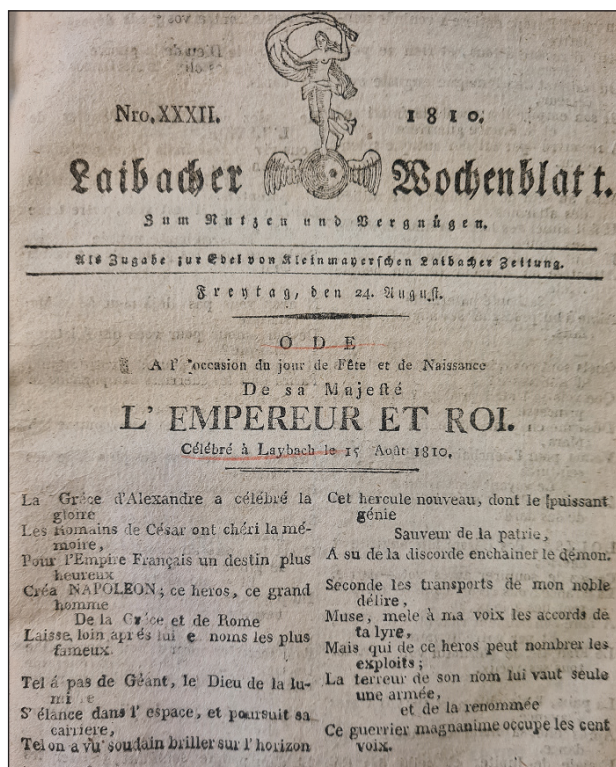 Nro. XXXII.
1810.
Laibacher Wochenblatt.
Zum Nutzen und Vergnügen.
Als Zugabe zur Edel von Kleinmayerschen Laibacher Zeitung.
Freytag, den 24. August.
ODE
A l' 'occasion du jour de Fête et de Naissance
De sa Majesté
L' EMPEREUR ET ROI.
Célébré à Laybach le 15 Août 1810.
La Gréce d'Alexandre a célébré la
gloire
Les Romains de César ont chéri la mé-
moire,
Pour l'Empire Français un destin plus
heureux
Créa NAPOLEON; ce heros, ce grand
homme
De la Gréce et de Rome
Laisse, loin aprés lui noms les plus
fameux.
Tel á pas de Géant, le Dieu de la lu-
S' élance dans l' espace, et poursuit sa
carriére,
Tel on a vu' soudain briller sur l'horizon
Cet hercule nouveau, dont le puissant
génie
Sauveur de la patrie,
Á su de la discorde enchainer le démon.
Seconde les transports de mon noble
délire,
Muse, mele à ma voix les accords de
ta lyre,
Mais qui de ce héros peut nombrer les
exploits;
La terreur de son nom lui vaut seule
une armée,
et de la renommée
Ce guerrier magnanime occupe les cent
voix.